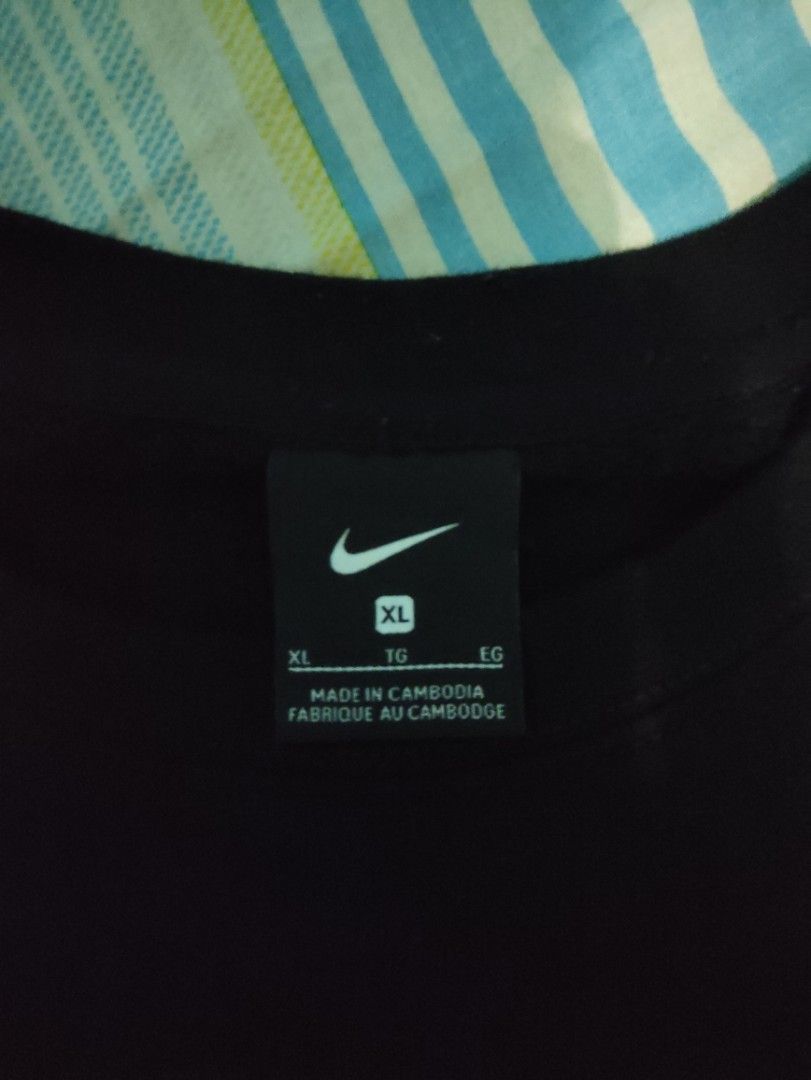 XL
XL TG EG
MADE IN CAMBODIA
FABRIQUE AU CAMBODGE